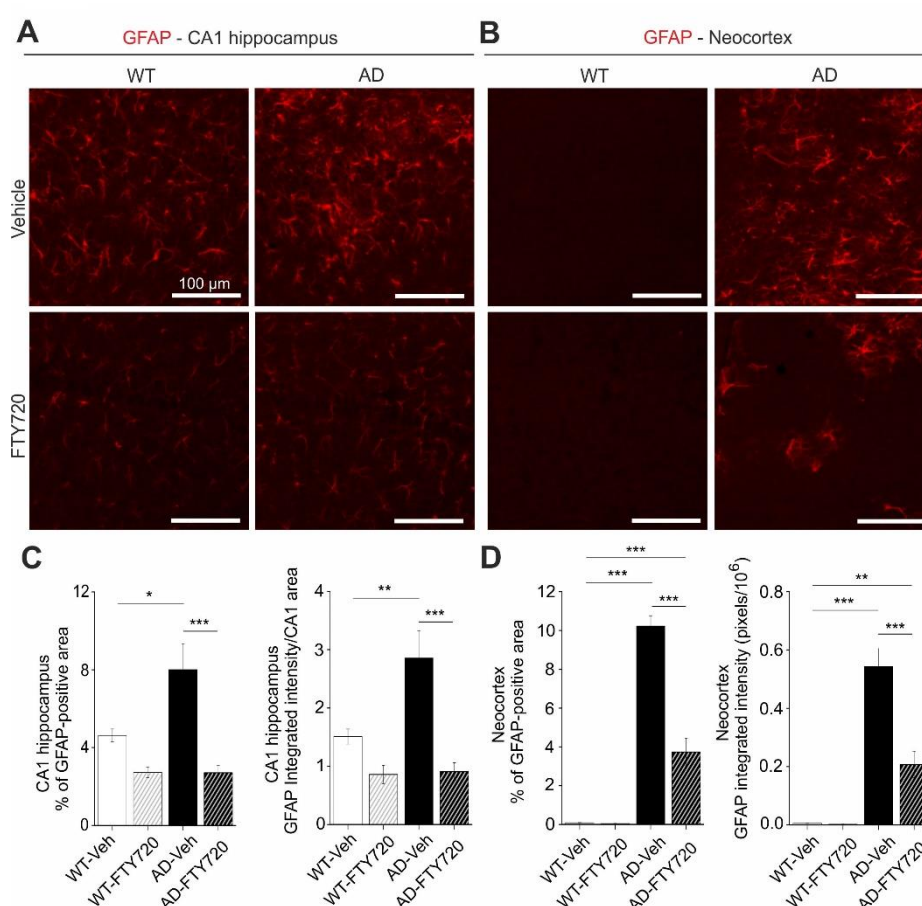 A
GFAP - CA1 hippocampus
WT
AD
B
GFAP - Neocortex
WT
AD
Vehicle
100 µm
FTY720
C
CA1 hippocampus
% of GFAP-positive area
12
8
4
0
*
***
WT-Veh
WT-FTY720
AD-Veh
AD-FTY720
CA1 hippocampus
GFAP Integrated intensity/CA1 area
4
3
2
1
0
**
***
WT-Veh
WT-FTY720
AD-Veh
AD-FTY720
D
Neocortex
% of GFAP-positive area
12
10
8
6
4
2
0
***
***
***
WT-Veh
WT-FTY720
AD-Veh
AD-FTY720
Neocortex
GFAP integrated intensity (pixels/10⁶)
0.8
0.6
0.4
0.2
0.0
**
***
***
WT-Veh
WT-FTY720
AD-Veh
AD-FTY720